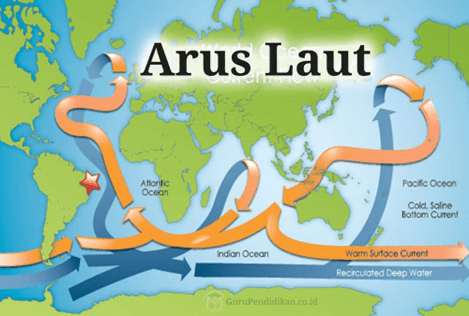 Arus Laut
Atlantic
Ocean
Pacific Ocean
Cold, Saline
Bottom Current
Indian Ocean
Warm Surface Current
Recirculated Deep Water
GuruPendidikan.co.id